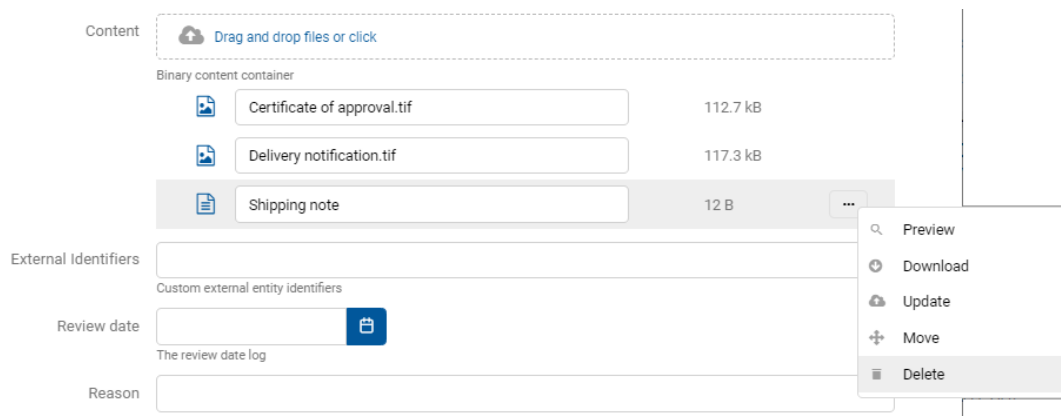 Content
Drag and drop files or click
Binary content container
Certificate of approval.tif
112.7 kB
Delivery notification.tif
117.3 kB
Shipping note
12 B
Preview
External Identifiers
Download
Custom external entity identifiers
Update
Review date
Move
The review date log
Delete
Reason